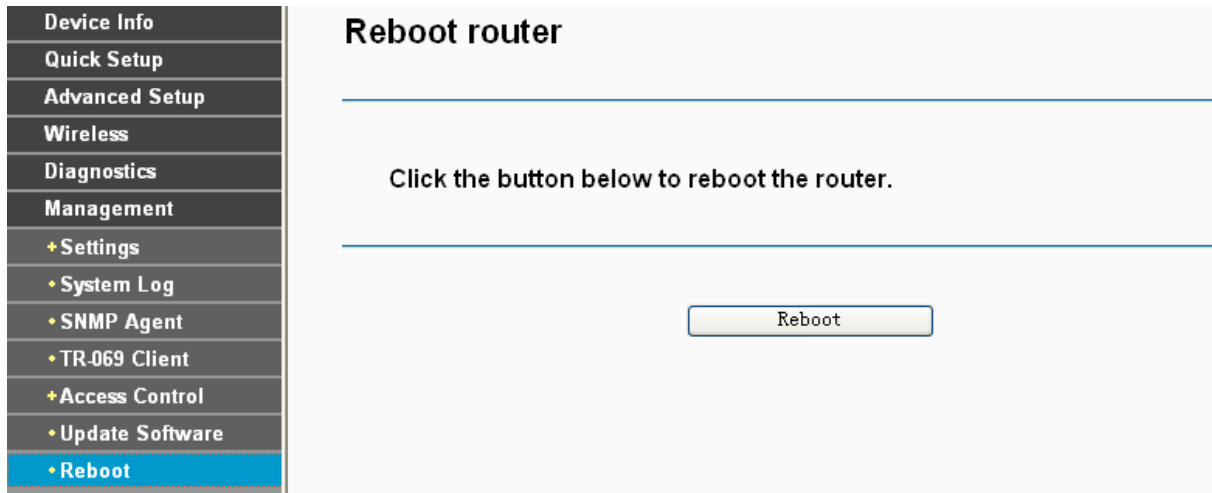 Device Info
Quick Setup
Advanced Setup
Wireless
Diagnostics
Management
+Settings
•System Log
•SNMP Agent
•TR-069 Client
+Access Control
•Update Software
•Reboot
Reboot router
Click the button below to reboot the router.
Reboot